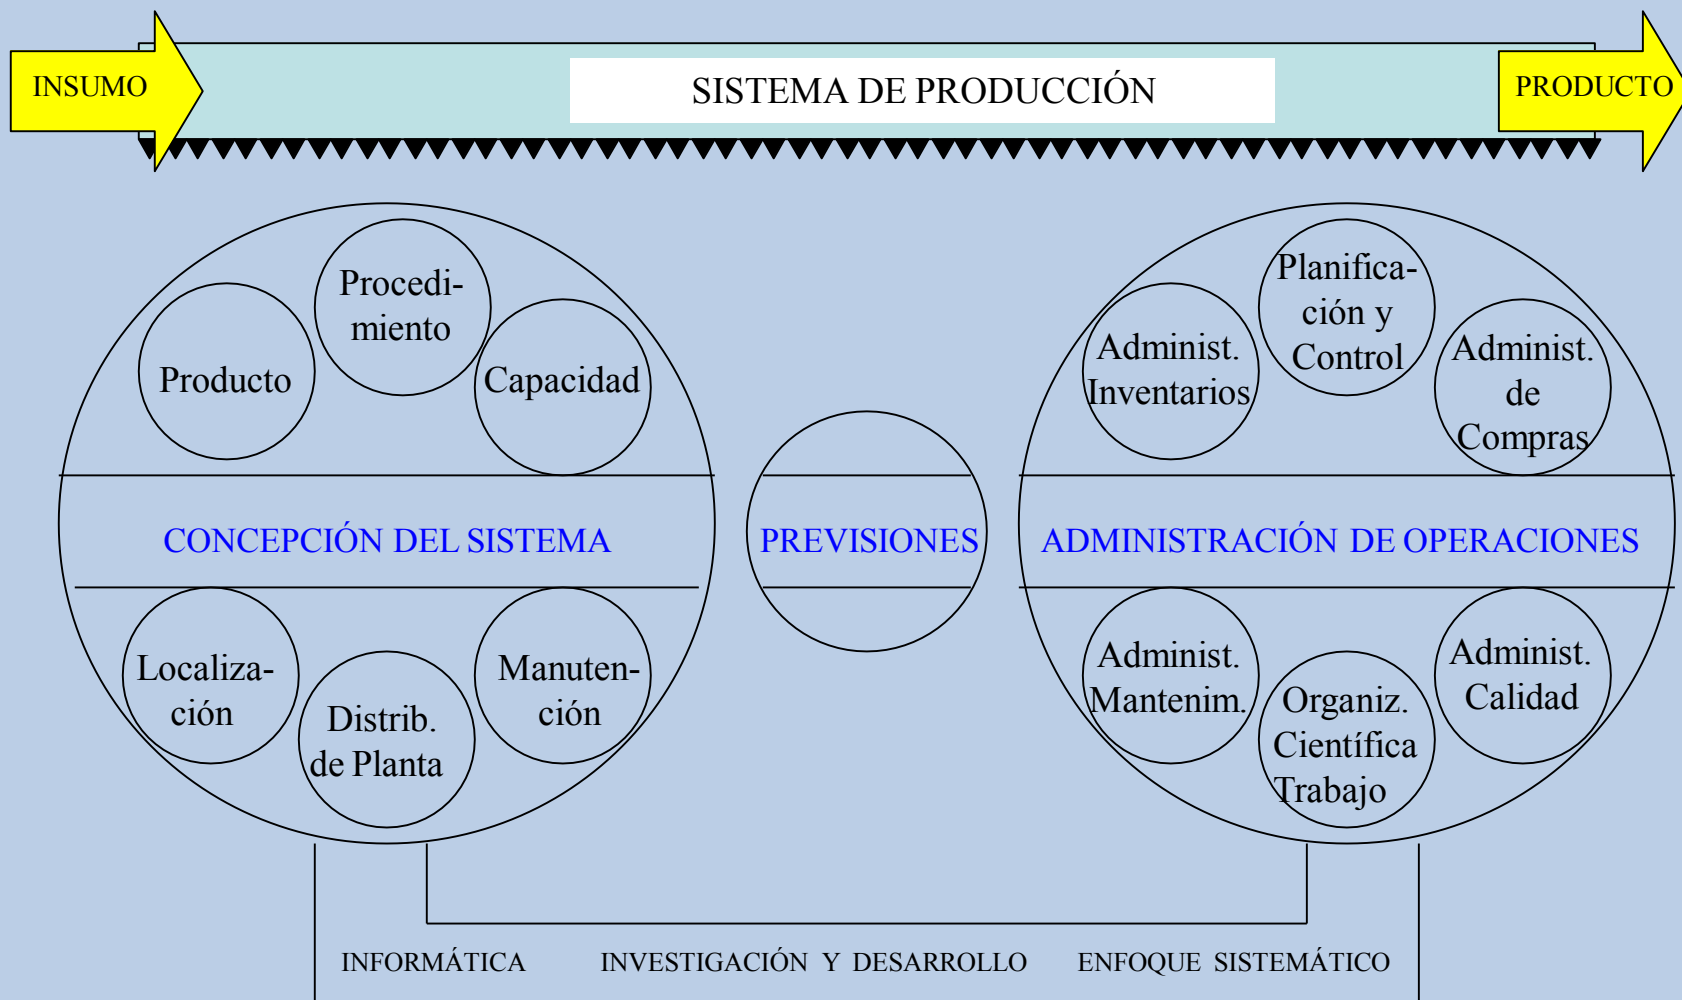 INSUMO
SISTEMA DE PRODUCCIÓN
PRODUCTO
Producto
Procedi-
miento
Capacidad
CONCEPCIÓN DEL SISTEMA
Localiza-
ción
Distrib.
de Planta
Manuten-
ción
PREVISIONES
Administ.
Inventarios
Planifica-
ción y
Control
Administ.
de
Compras
ADMINISTRACIÓN DE OPERACIONES
Administ.
Mantenim.
Organiz.
Científica
Trabajo
Administ.
Calidad
INFORMÁTICA
INVESTIGACIÓN Y DESARROLLO
ENFOQUE SISTEMÁTICO